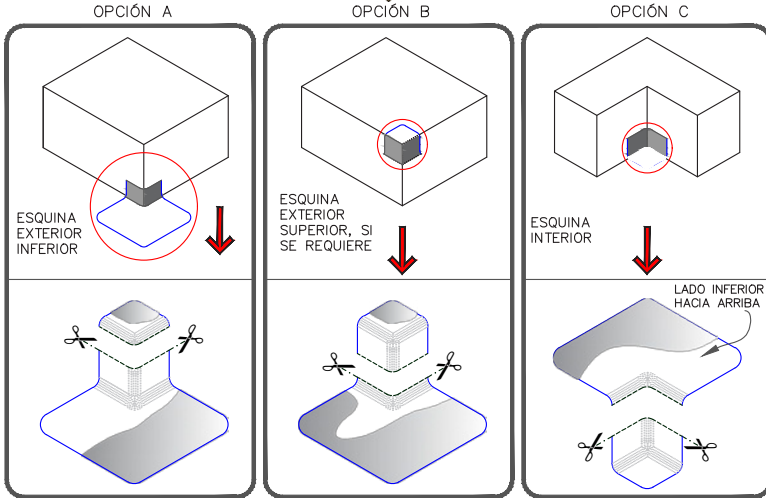 OPCIÓN A
ESQUINA
EXTERIOR
INFERIOR
OPCIÓN B
ESQUINA
EXTERIOR
SUPERIOR, SI
SE REQUIERE
OPCIÓN C
ESQUINA
INTERIOR
LADO INFERIOR
HACIA ARRIBA